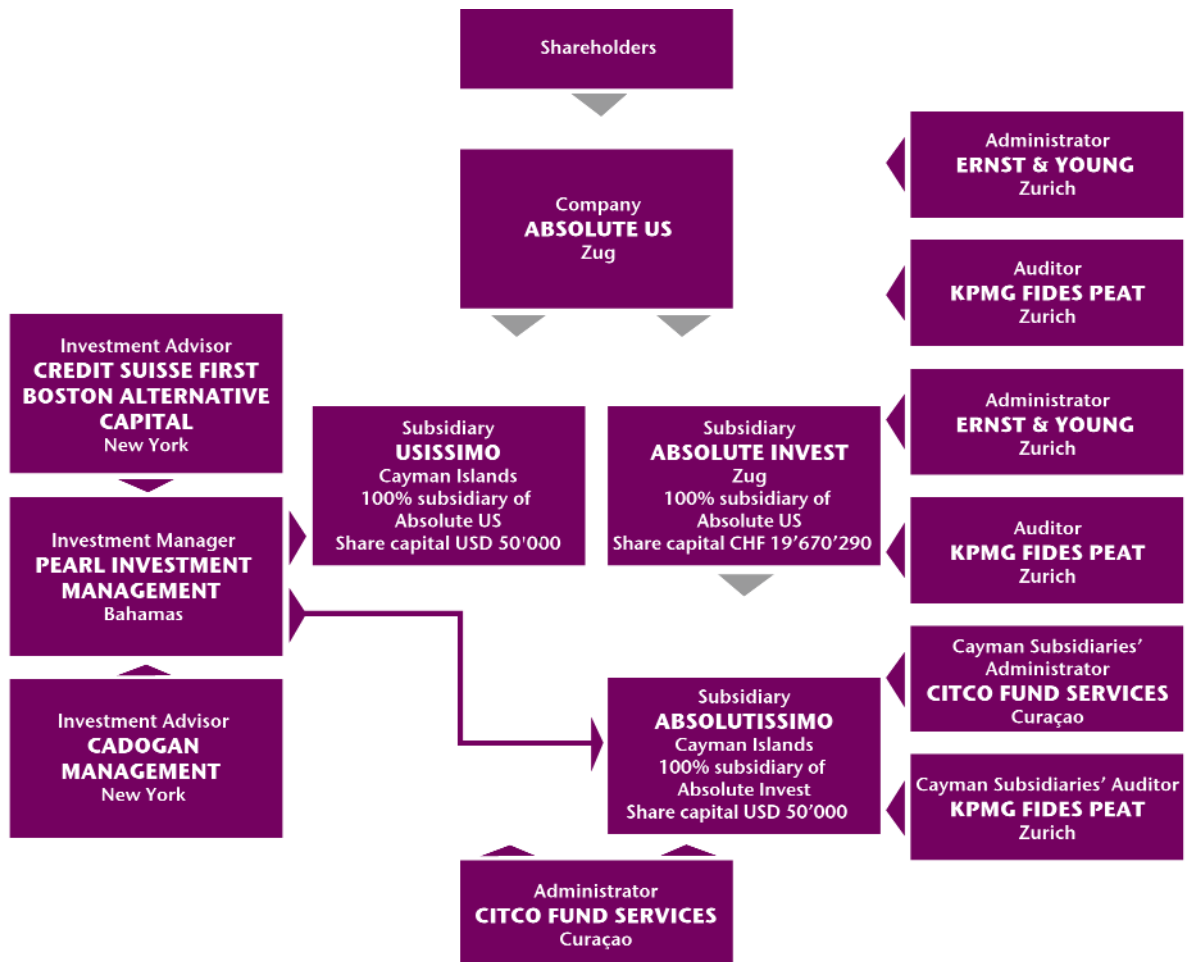 Shareholders
Company
ABSOLUTE US
Zug
Administrator
ERNST & YOUNG
Zurich
Auditor
KPMG FIDES PEAT
Zurich
Investment Advisor
CREDIT SUISSE FIRST
BOSTON ALTERNATIVE
CAPITAL
New York
Subsidiary
USISSIMO
Cayman Islands
100% subsidiary of
Absolute US
Share capital USD 50'000
Subsidiary
ABSOLUTE INVEST
Zug
100% subsidiary of
Absolute US
Share capital CHF 19’670’290
Administrator
ERNST & YOUNG
Zurich
Investment Manager
PEARL INVESTMENT
MANAGEMENT
Bahamas
Auditor
KPMG FIDES PEAT
Zurich
Investment Advisor
CADOGAN
MANAGEMENT
New York
Subsidiary
ABSOLUTISSIMO
Cayman Islands
100% subsidiary of
Absolute Invest
Share capital USD 50’000
Cayman Subsidiaries’
Administrator
CITCO FUND SERVICES
Curaçao
Cayman Subsidiaries’ Auditor
KPMG FIDES PEAT
Zurich
Administrator
CITCO FUND SERVICES
Curaçao